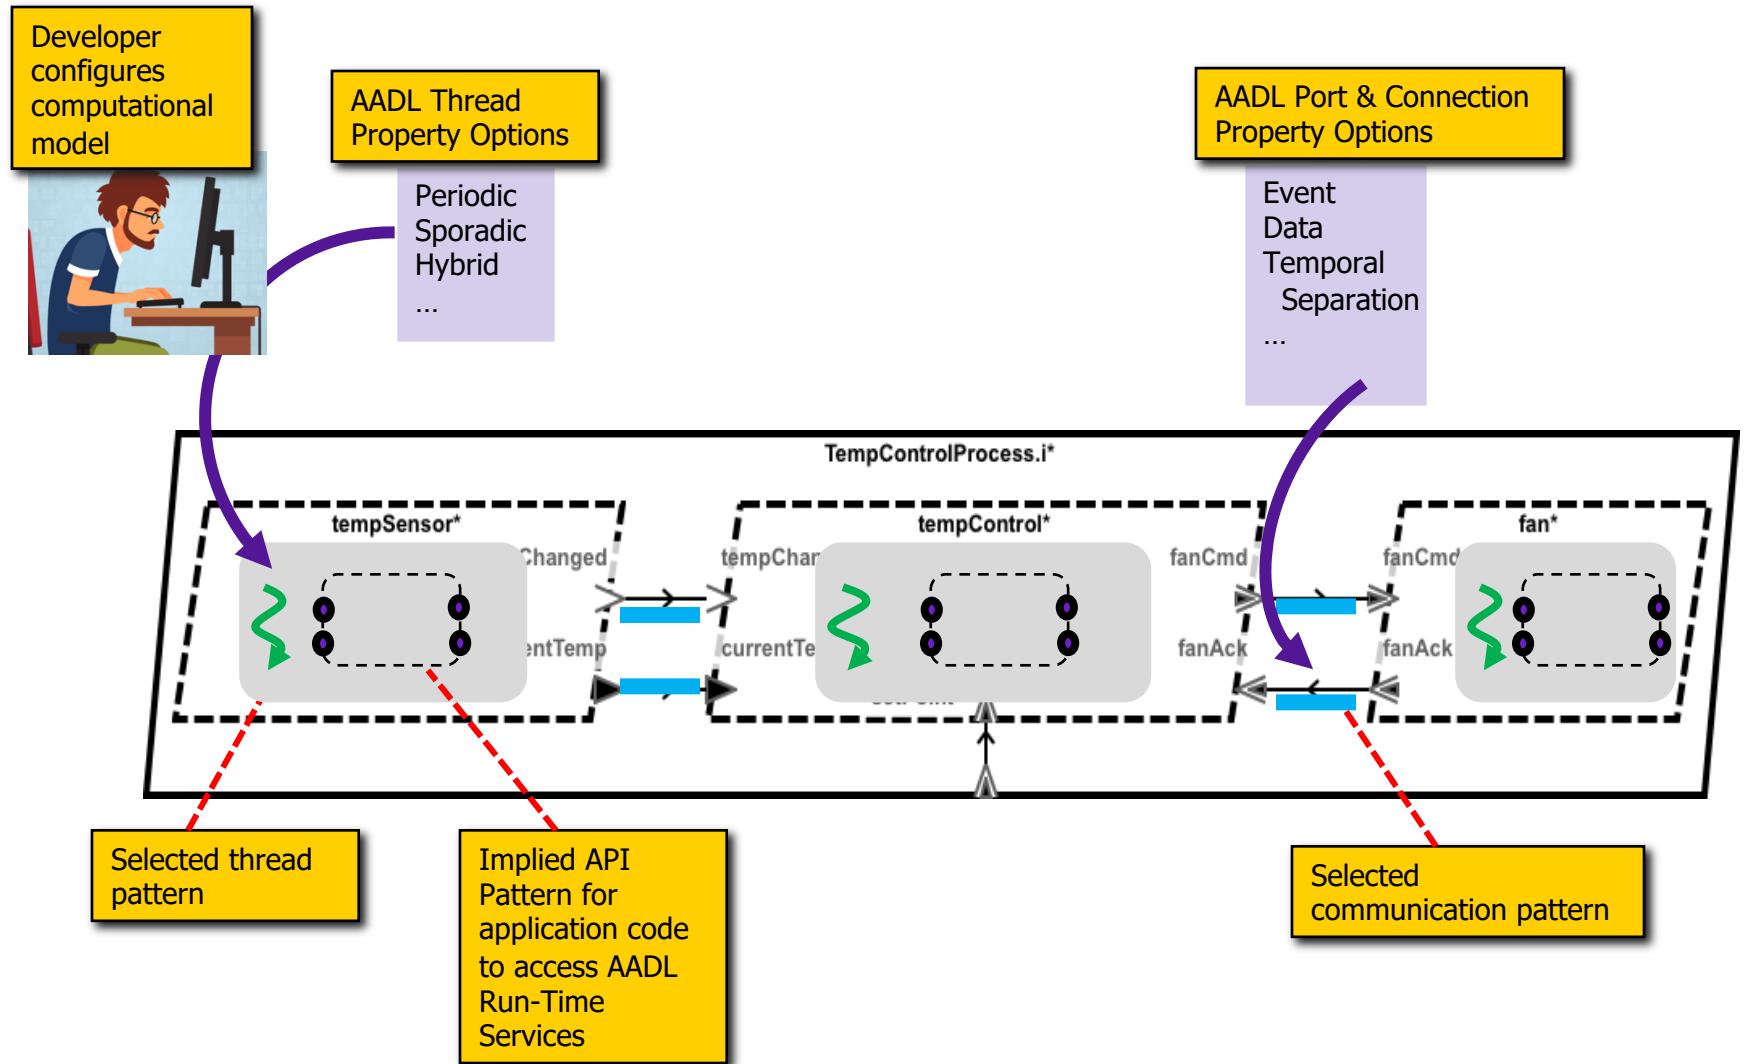 Developer
configures
computational
model
AADL Thread
Property Options
AADL Port & Connection
Property Options
Periodic
Sporadic
Hybrid
...
Event
Data
Temporal
Separation
...
TempControlProcess.i*
tempSensor*
tempControl*
fan*
Changed
tempChan
fanCmd
fanCmd
entTemp
currentTe
fanAck
fanAck
Selected thread
pattern
Implied API
Pattern for
application code
to access AADL
Run-Time
Services
Selected
communication pattern